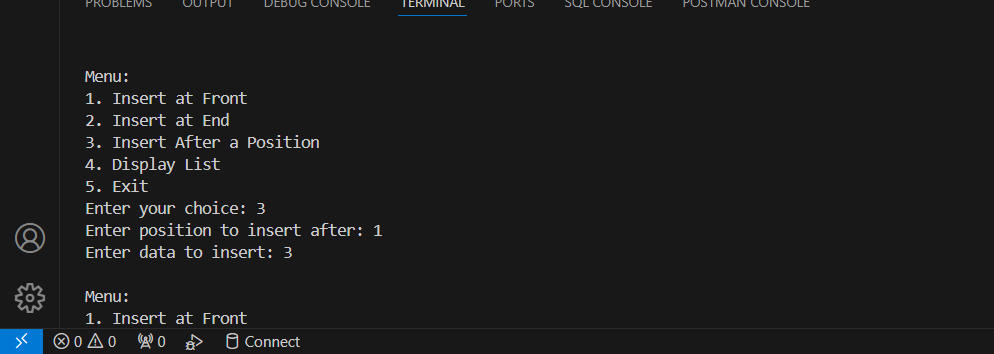 PROBLEMS OUTPUT DEBUG CONSOLE TERMINAL PORTS SQL CONSOLE POSTMAN CONSOLE
Menu:
1. Insert at Front
2. Insert at End
3. Insert After a Position
4. Display List
5. Exit
Enter your choice: 3
Enter position to insert after: 1
Enter data to insert: 3
Menu:
1. Insert at Front
0 0 0 Connect